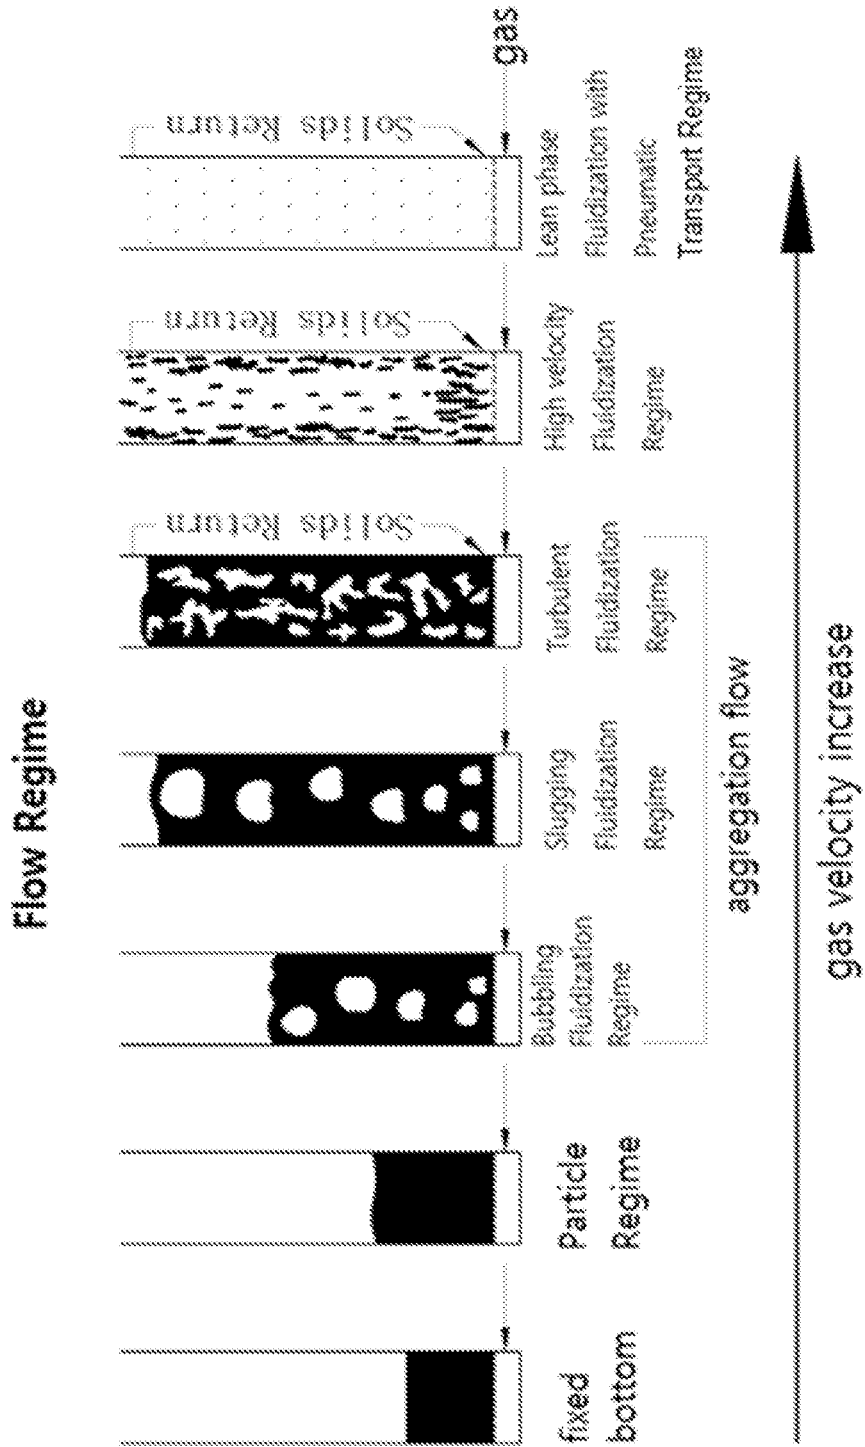 Flow Regime
Solids Return
Solids Return
Solids Return
gas
fixed
bottom
Particle
Regime
Bubbling
Fluidization
Regime
Slugging
Fluidization
Regime
Turbulent
Fluidization
Regime
High velocity
Fluidization
Regime
Lean phase
Fluidization with
Pneumatic
Transport Regime
aggregation flow
gas velocity increase